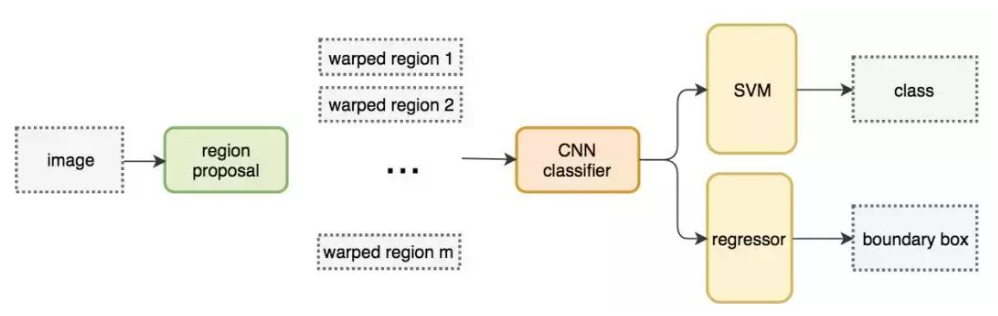 image
region
proposal
warped region 1
warped region 2
...
warped region m
CNN
classifier
SVM
class
regressor
boundary box